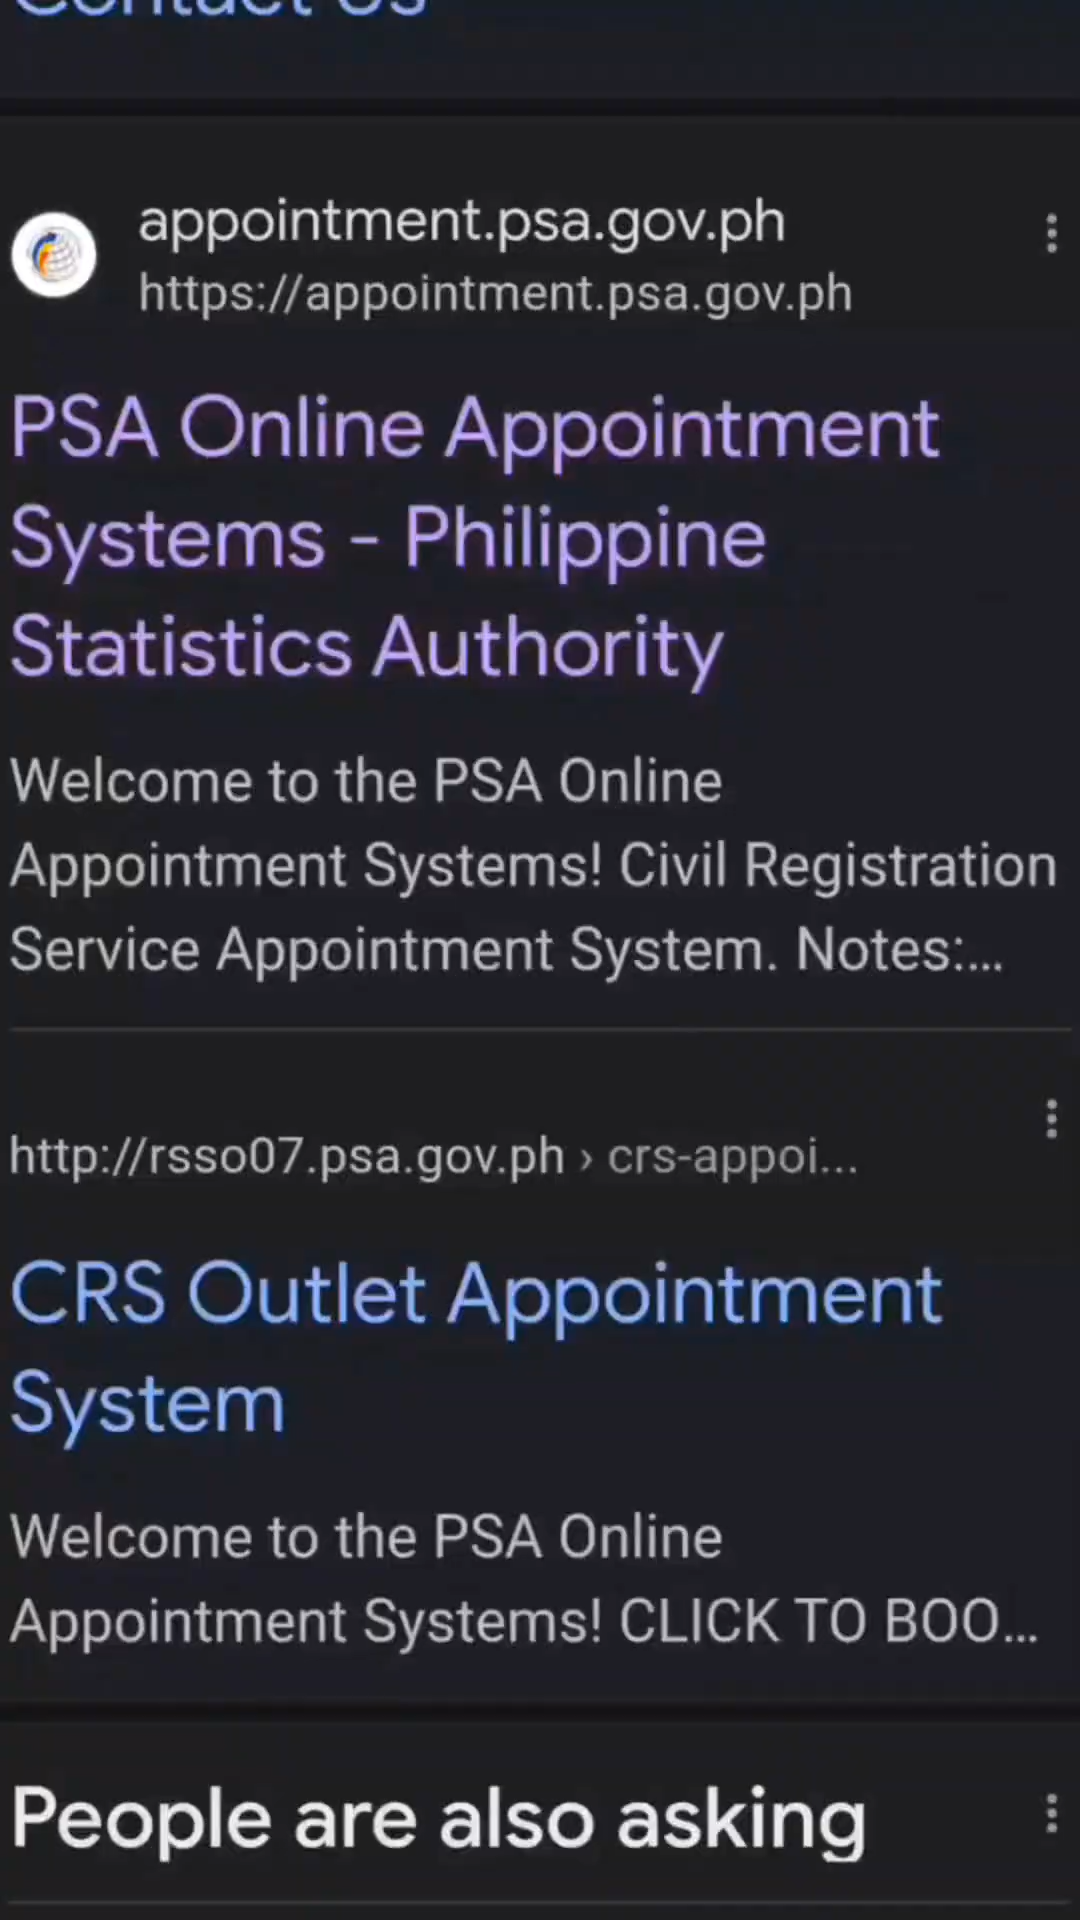 Contact Us
appointment.psa.gov.ph
https://appointment.psa.gov.ph
PSA Online Appointment
Systems - Philippine
Statistics Authority
Welcome to the PSA Online
Appointment Systems! Civil Registration
Service Appointment System. Notes:...
http://rsso07.psa.gov.ph › crs-appoi...
CRS Outlet Appointment
System
Welcome to the PSA Online
Appointment Systems! CLICK TO BOO...
People are also asking